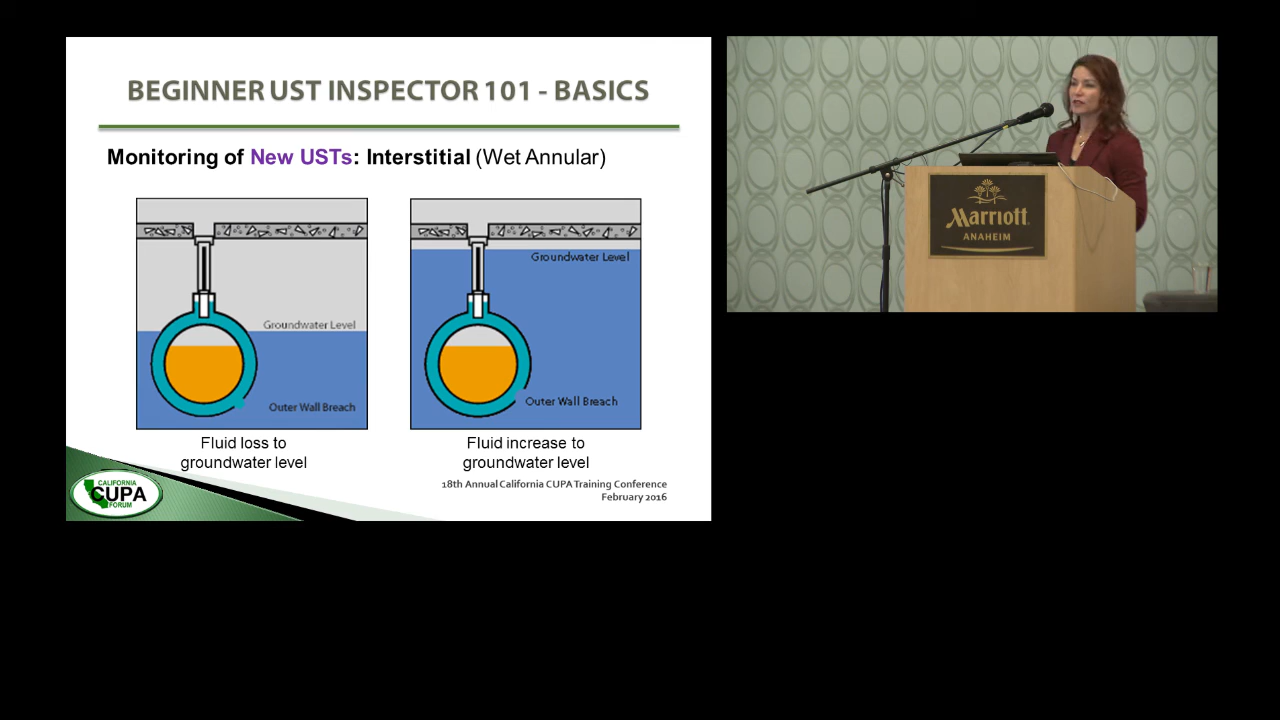 BEGINNER UST INSPECTOR 101 - BASICS
Monitoring of New USTs: Interstitial (Wet Annular)
Groundwater Level
Outer Wall Breach
Fluid loss to
groundwater level
Groundwater Level
Outer Wall Breach
Fluid increase to
groundwater level
18th Annual California CUPA Training Conference
February 2016
CALIFORNIA
CUPA
FORUM
Marriott
ANAHEIM